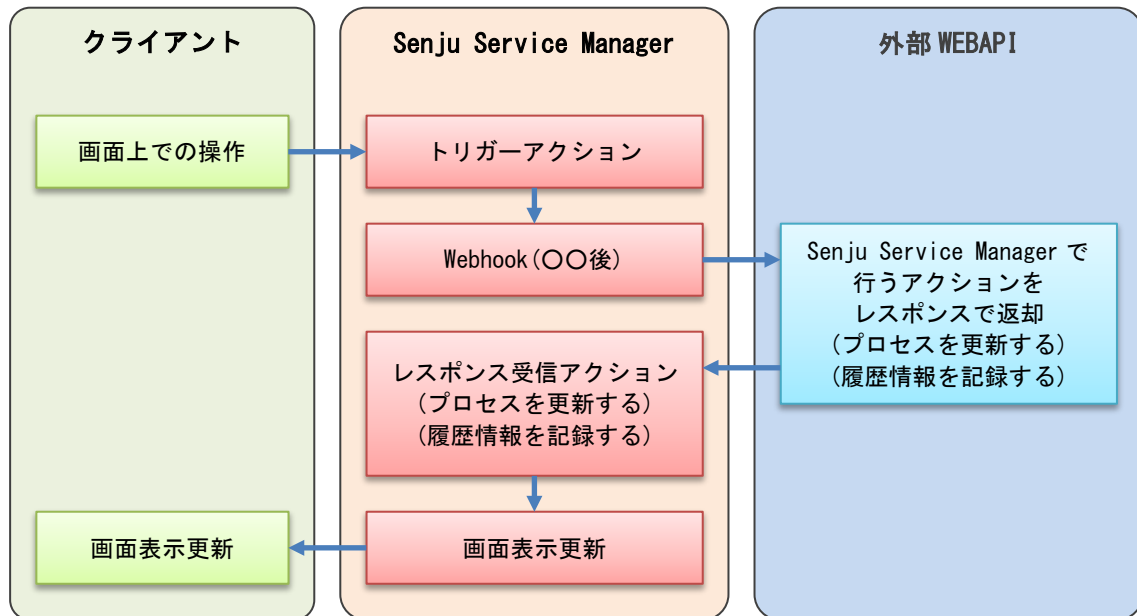 クライアント
Senju Service Manager
外部 WEBAPI
画面上での操作
トリガーアクション
Webhook(〇〇後)
Senju Service Manager で
行うアクションを
レスポンスで返却
(プロセスを更新する)
(履歴情報を記録する)
レスポンス受信アクション
(プロセスを更新する)
(履歴情報を記録する)
画面表示更新
画面表示更新